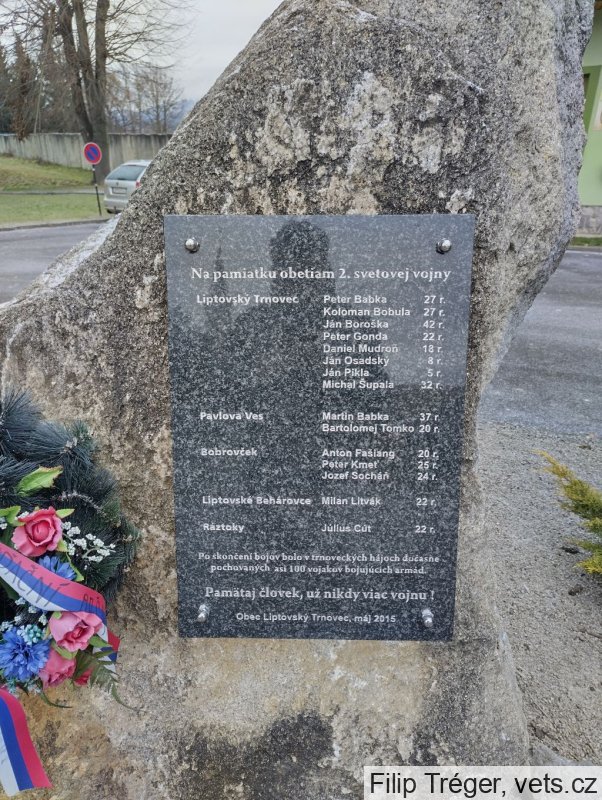 Na pamiatku obetiam 2. svetovej vojny
Liptovský Trnovec Peter Babka 27 r.
Koloman Bobula 27 r.
Ján Boroška 42 r.
Peter Gonda 22 r.
Daniel Mudroň 18 r.
Ján Osadský 8 r.
Ján Pikla 5 r.
Michal Šupala 32 r.
Pavlova Ves Martin Babka 37 r.
Bartolomej Tomko 20 r.
Bobrovček Anton Fašiang 20 r.
Peter Kmeť 25 r.
Jozef Socháň 24 r.
Liptovské Behárovce Milan Litvák 22 r.
Ráztoky Július Cút 22 r.
Po skončení bojov bolo v trnoveckých hájoch dočasne
pochovaných asi 100 vojakov bojujúcich armád.
Pamätaj človek, už nikdy viac vojnu !
Obec Liptovský Trnovec, máj 2015
Filip Tréger, vets.cz